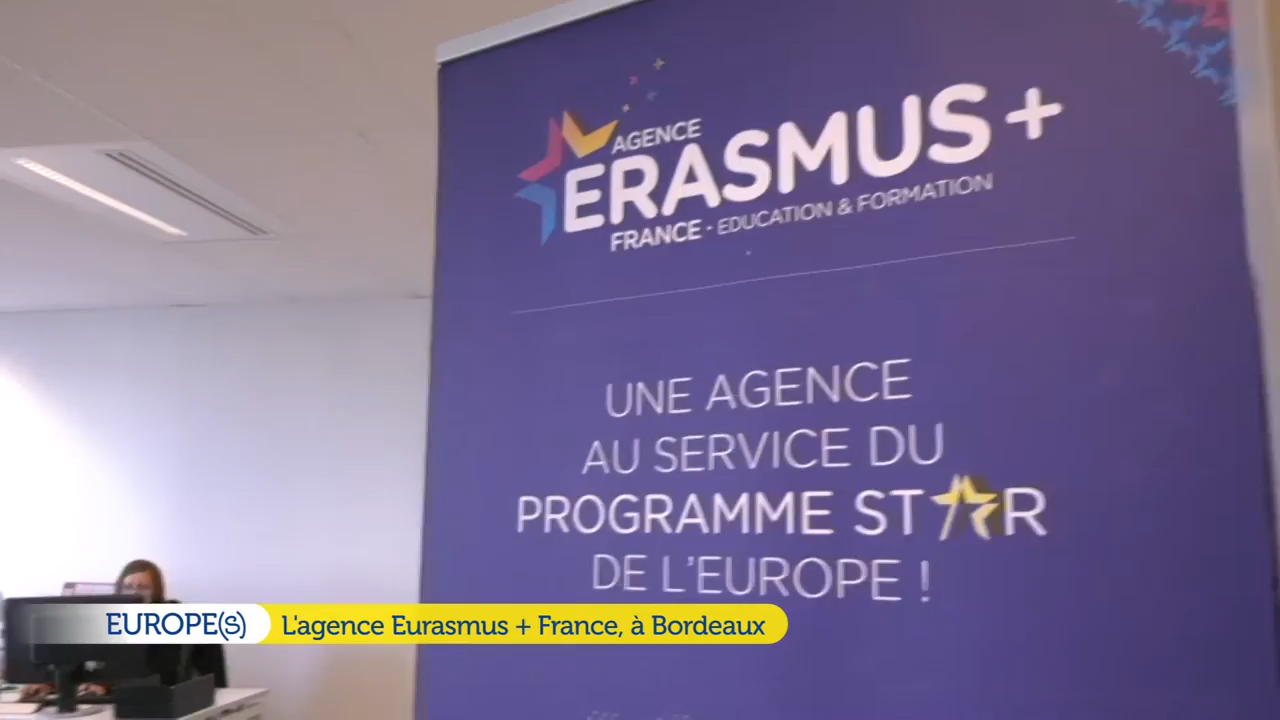 AGENCE
ERASMUS+
FRANCE · EDUCATION & FORMATION
UNE AGENCE
AU SERVICE DU
PROGRAMME STAR
DE L'EUROPE !
EUROPE(S) L'agence Eurasmus + France, à Bordeaux